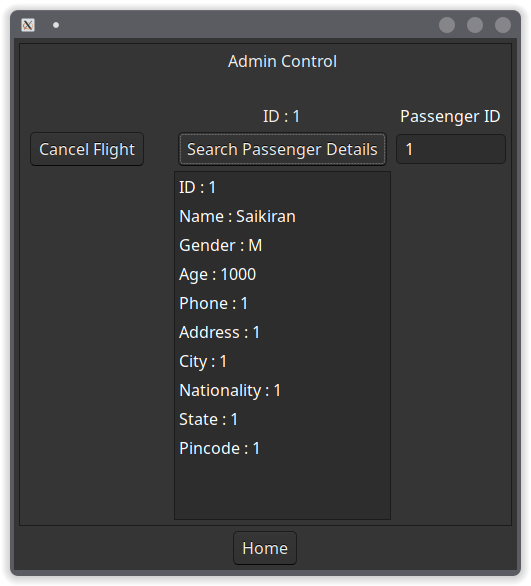 Admin Control
ID : 1
Passenger ID
Cancel Flight
Search Passenger Details
1
ID : 1
Name : Saikiran
Gender : M
Age : 1000
Phone : 1
Address : 1
City : 1
Nationality : 1
State : 1
Pincode : 1
Home